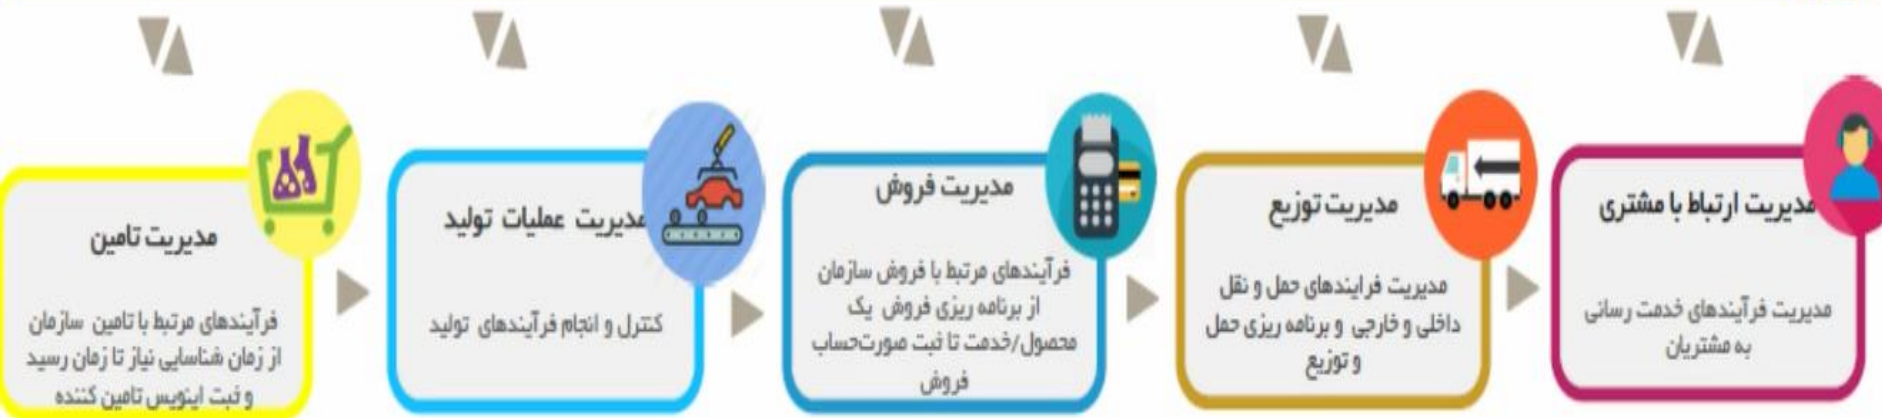 مدیریت تامین
فرآیندهای مرتبط با تامین سازمان
از زمان شناسایی نیاز تا زمان رسید
و ثبت اینویس تامین کننده
مدیریت عملیات تولید
کنترل و انجام فرآیندهای تولید
مدیریت فروش
فرآیندهای مرتبط با فروش سازمان
از برنامه ریزی فروش یک
محصول/خدمت تا ثبت صورت‌حساب
فروش
مدیریت توزیع
مدیریت فرایندهای حمل و نقل
داخلی و خارجی و برنامه ریزی حمل
و توزیع
مدیریت ارتباط با مشتری
مدیریت فرآیندهای خدمت رسانی
به مشتریان